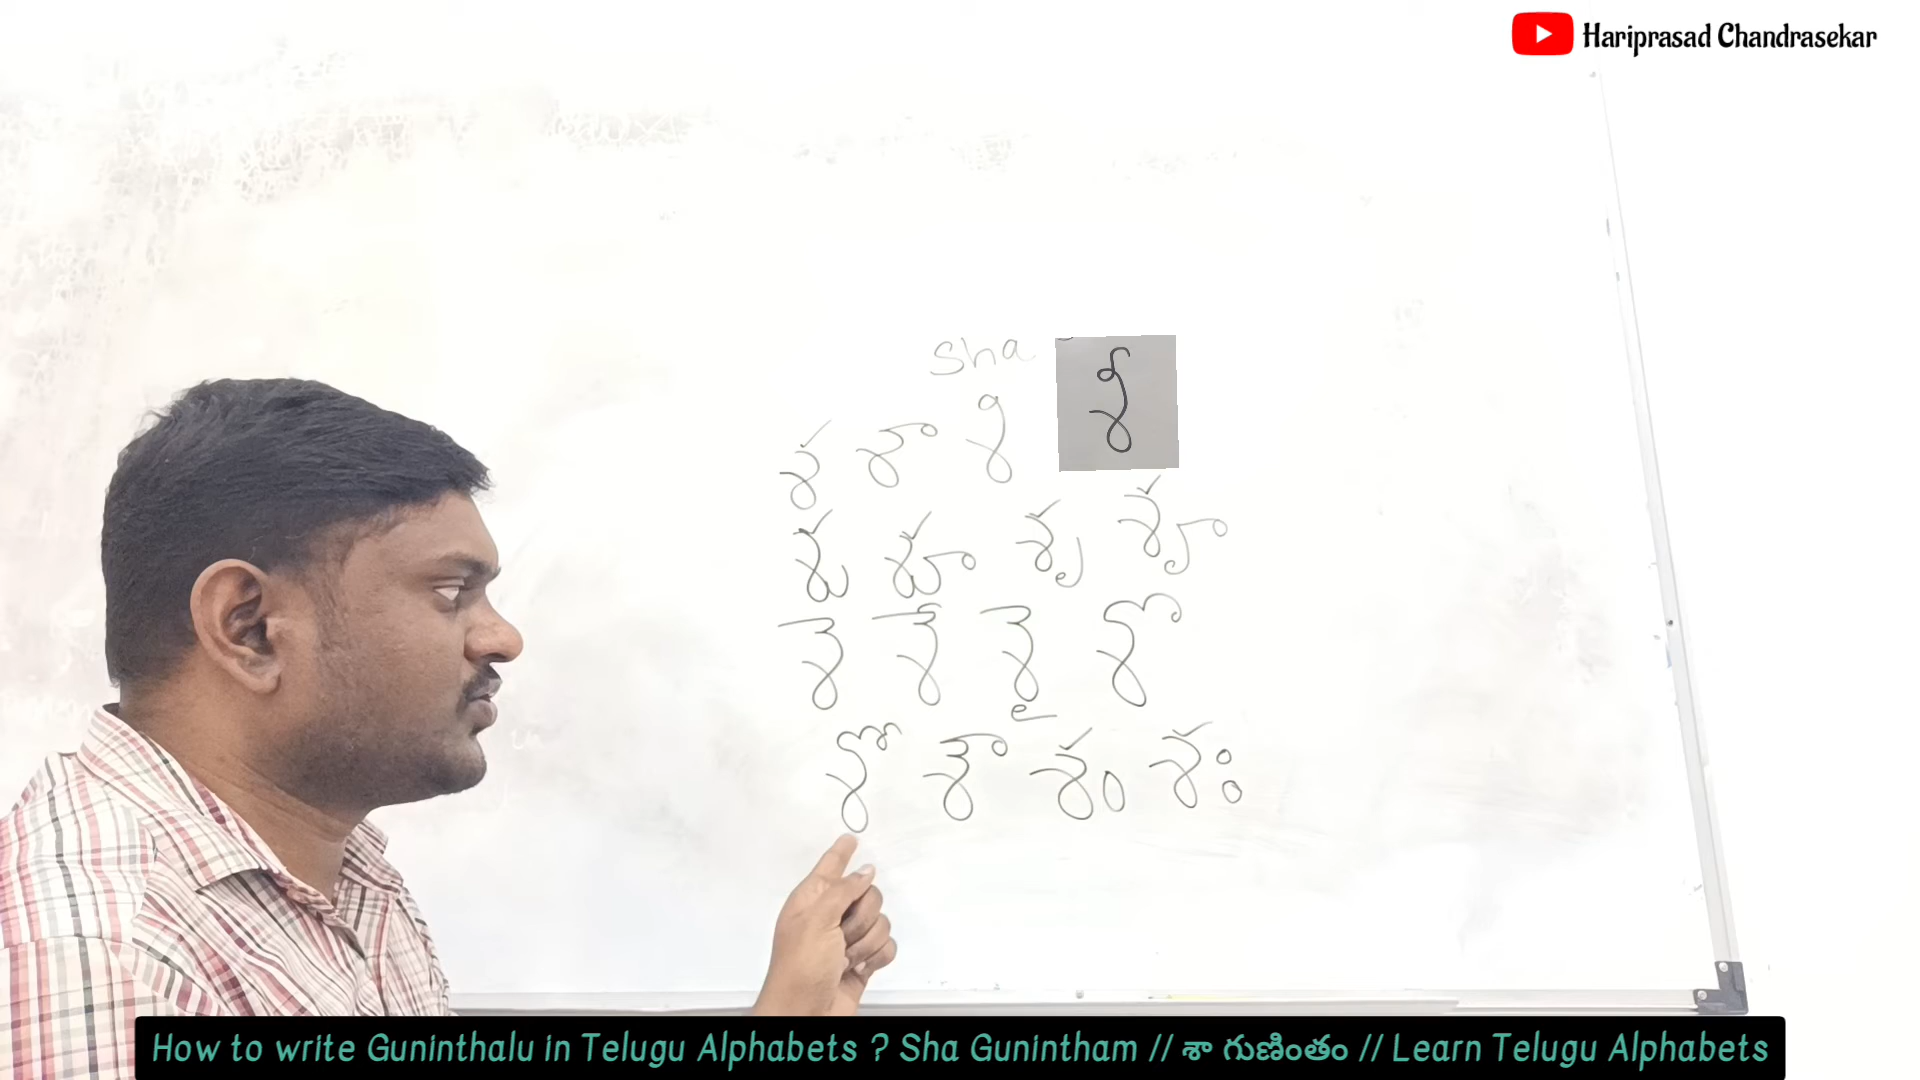 Hariprasad Chandrasekar
Sha
శ శా శి శీ
శు శూ శృ శౄ
శె శే శై శొ
శో శౌ శం శః
How to write Guninthalu in Telugu Alphabets ? Sha Gunintham // శా గుణింతం // Learn Telugu Alphabets